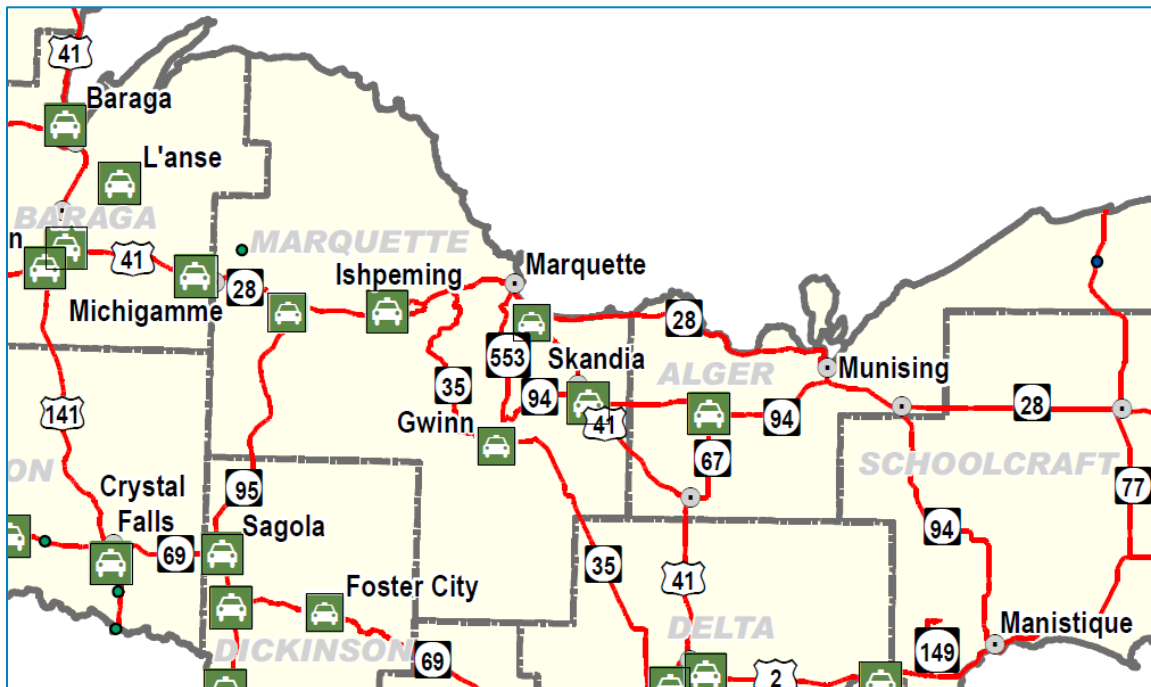 41
Baraga
L'anse
BARAGA
n
41
MARQUETTE
Ishpeming
Marquette
Michigamme
28
28
553
Skandia
ALGER
Munising
35
94
41
94
28
Gwinn
141
67
SCHOOLCRAFT
ON
Crystal
Falls
95
77
Sagola
94
69
35
41
Foster City
DICKINSON
DELTA
Manistique
69
149
2